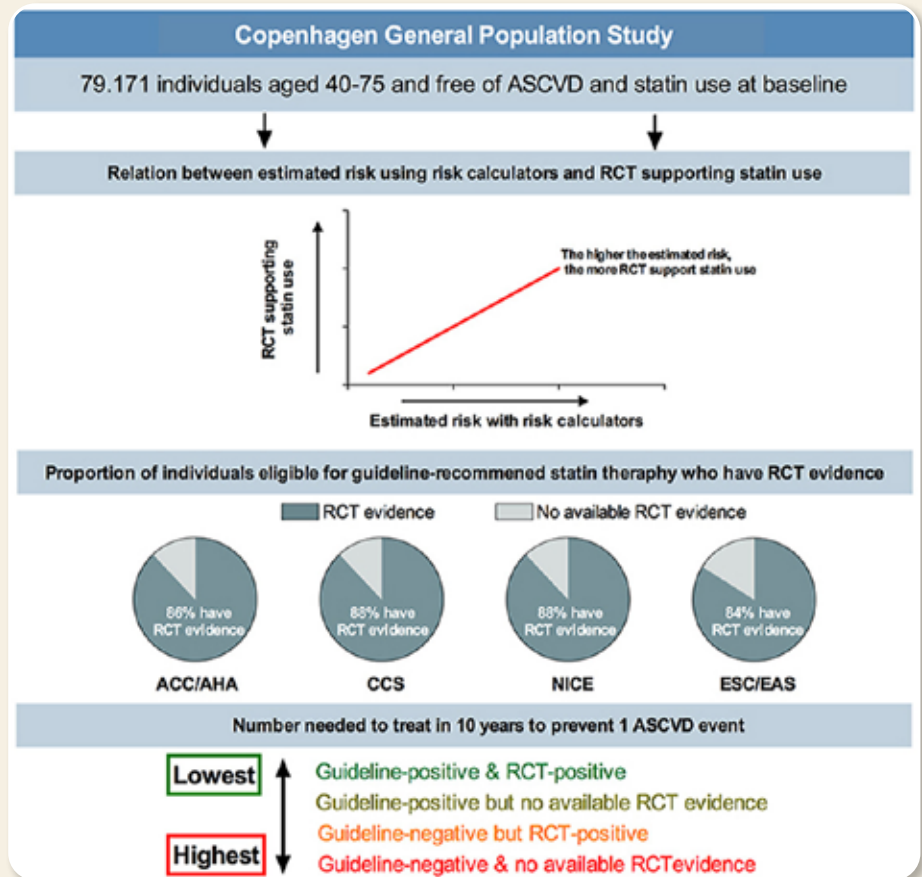 Copenhagen General Population Study
79.171 individuals aged 40-75 and free of ASCVD and statin use at baseline
Relation between estimated risk using risk calculators and RCT supporting statin use
RCT supporting
statin use
The higher the estimated risk,
the more RCT support statin use
Estimated risk with risk calculators
Proportion of individuals eligible for guideline-recommened statin theraphy who have RCT evidence
RCT evidence
No available RCT evidence
86% have
RCT evidence
88% have
RCT evidence
88% have
RCT evidence
84% have
RCT evidence
ACC/AHA
CCS
NICE
ESC/EAS
Number needed to treat in 10 years to prevent 1 ASCVD event
Lowest
Guideline-positive & RCT-positive
Guideline-positive but no available RCT evidence
Guideline-negative but RCT-positive
Highest
Guideline-negative & no available RCTevidence